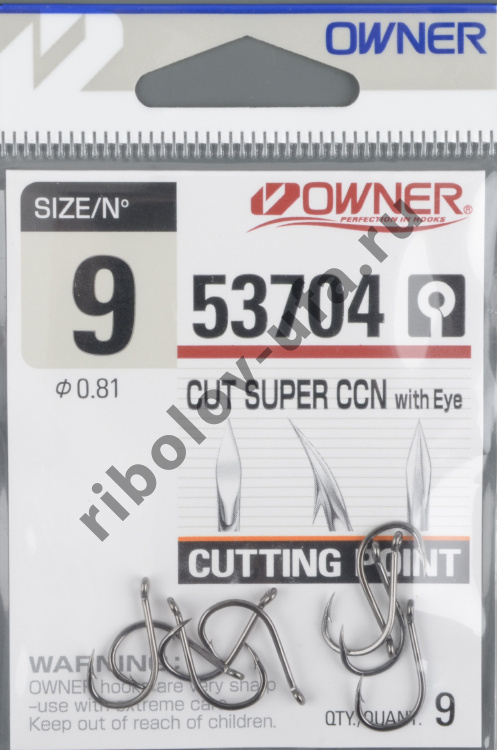 OWNER
SIZE/N°
9
Φ 0.81
OWNER®
PERFECTION IN HOOKS
53704
CUT SUPER CCN with Eye
CUTTING POINT
WARNING:
OWNER hooks are very sharp
-use with extreme care
Keep out of reach of children.
QTY./QUANT. 9
ribolov-ufa.ru